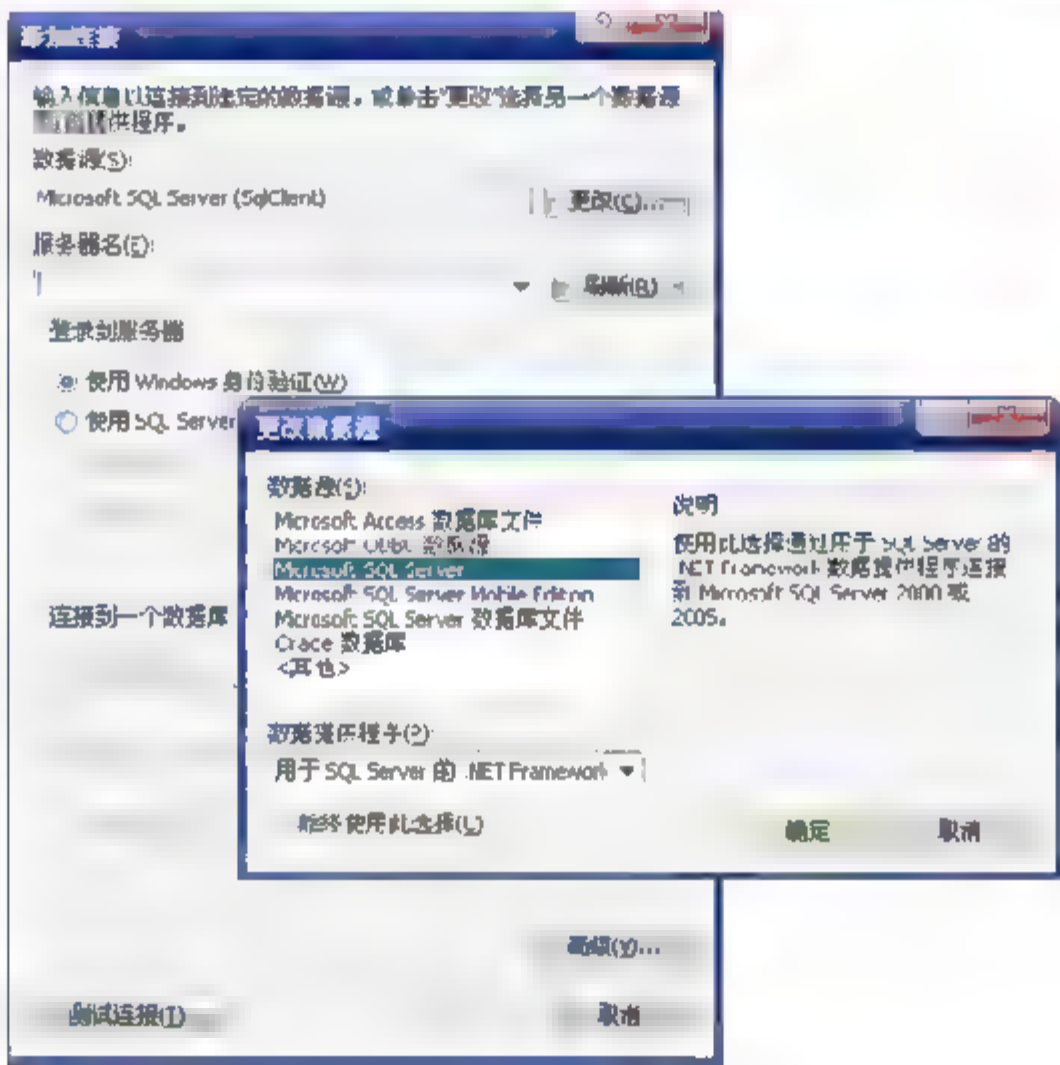 添加连接
输入信息以连接到选定的数据源，或单击“更改”选择另一个数据源
提供程序。
数据源(S):
Microsoft SQL Server (SqlClient)
更改(C)...
服务器名(E):
刷新(R)
登录到服务器
使用 Windows 身份验证(W)
使用 SQL Server
连接到一个数据库
高级(V)...
测试连接(T)
取消
更改数据源
数据源(S):
Microsoft Access 数据库文件
Microsoft ODBC 数据源
Microsoft SQL Server
Microsoft SQL Server Mobile Edition
Microsoft SQL Server 数据库文件
Oracle 数据库
<其他>
说明
使用此选择通过用于 SQL Server 的
.NET Framework 数据提供程序连接
到 Microsoft SQL Server 2000 或
2005。
数据提供程序(P):
用于 SQL Server 的 .NET Framework
始终使用此选择(U)
确定
取消